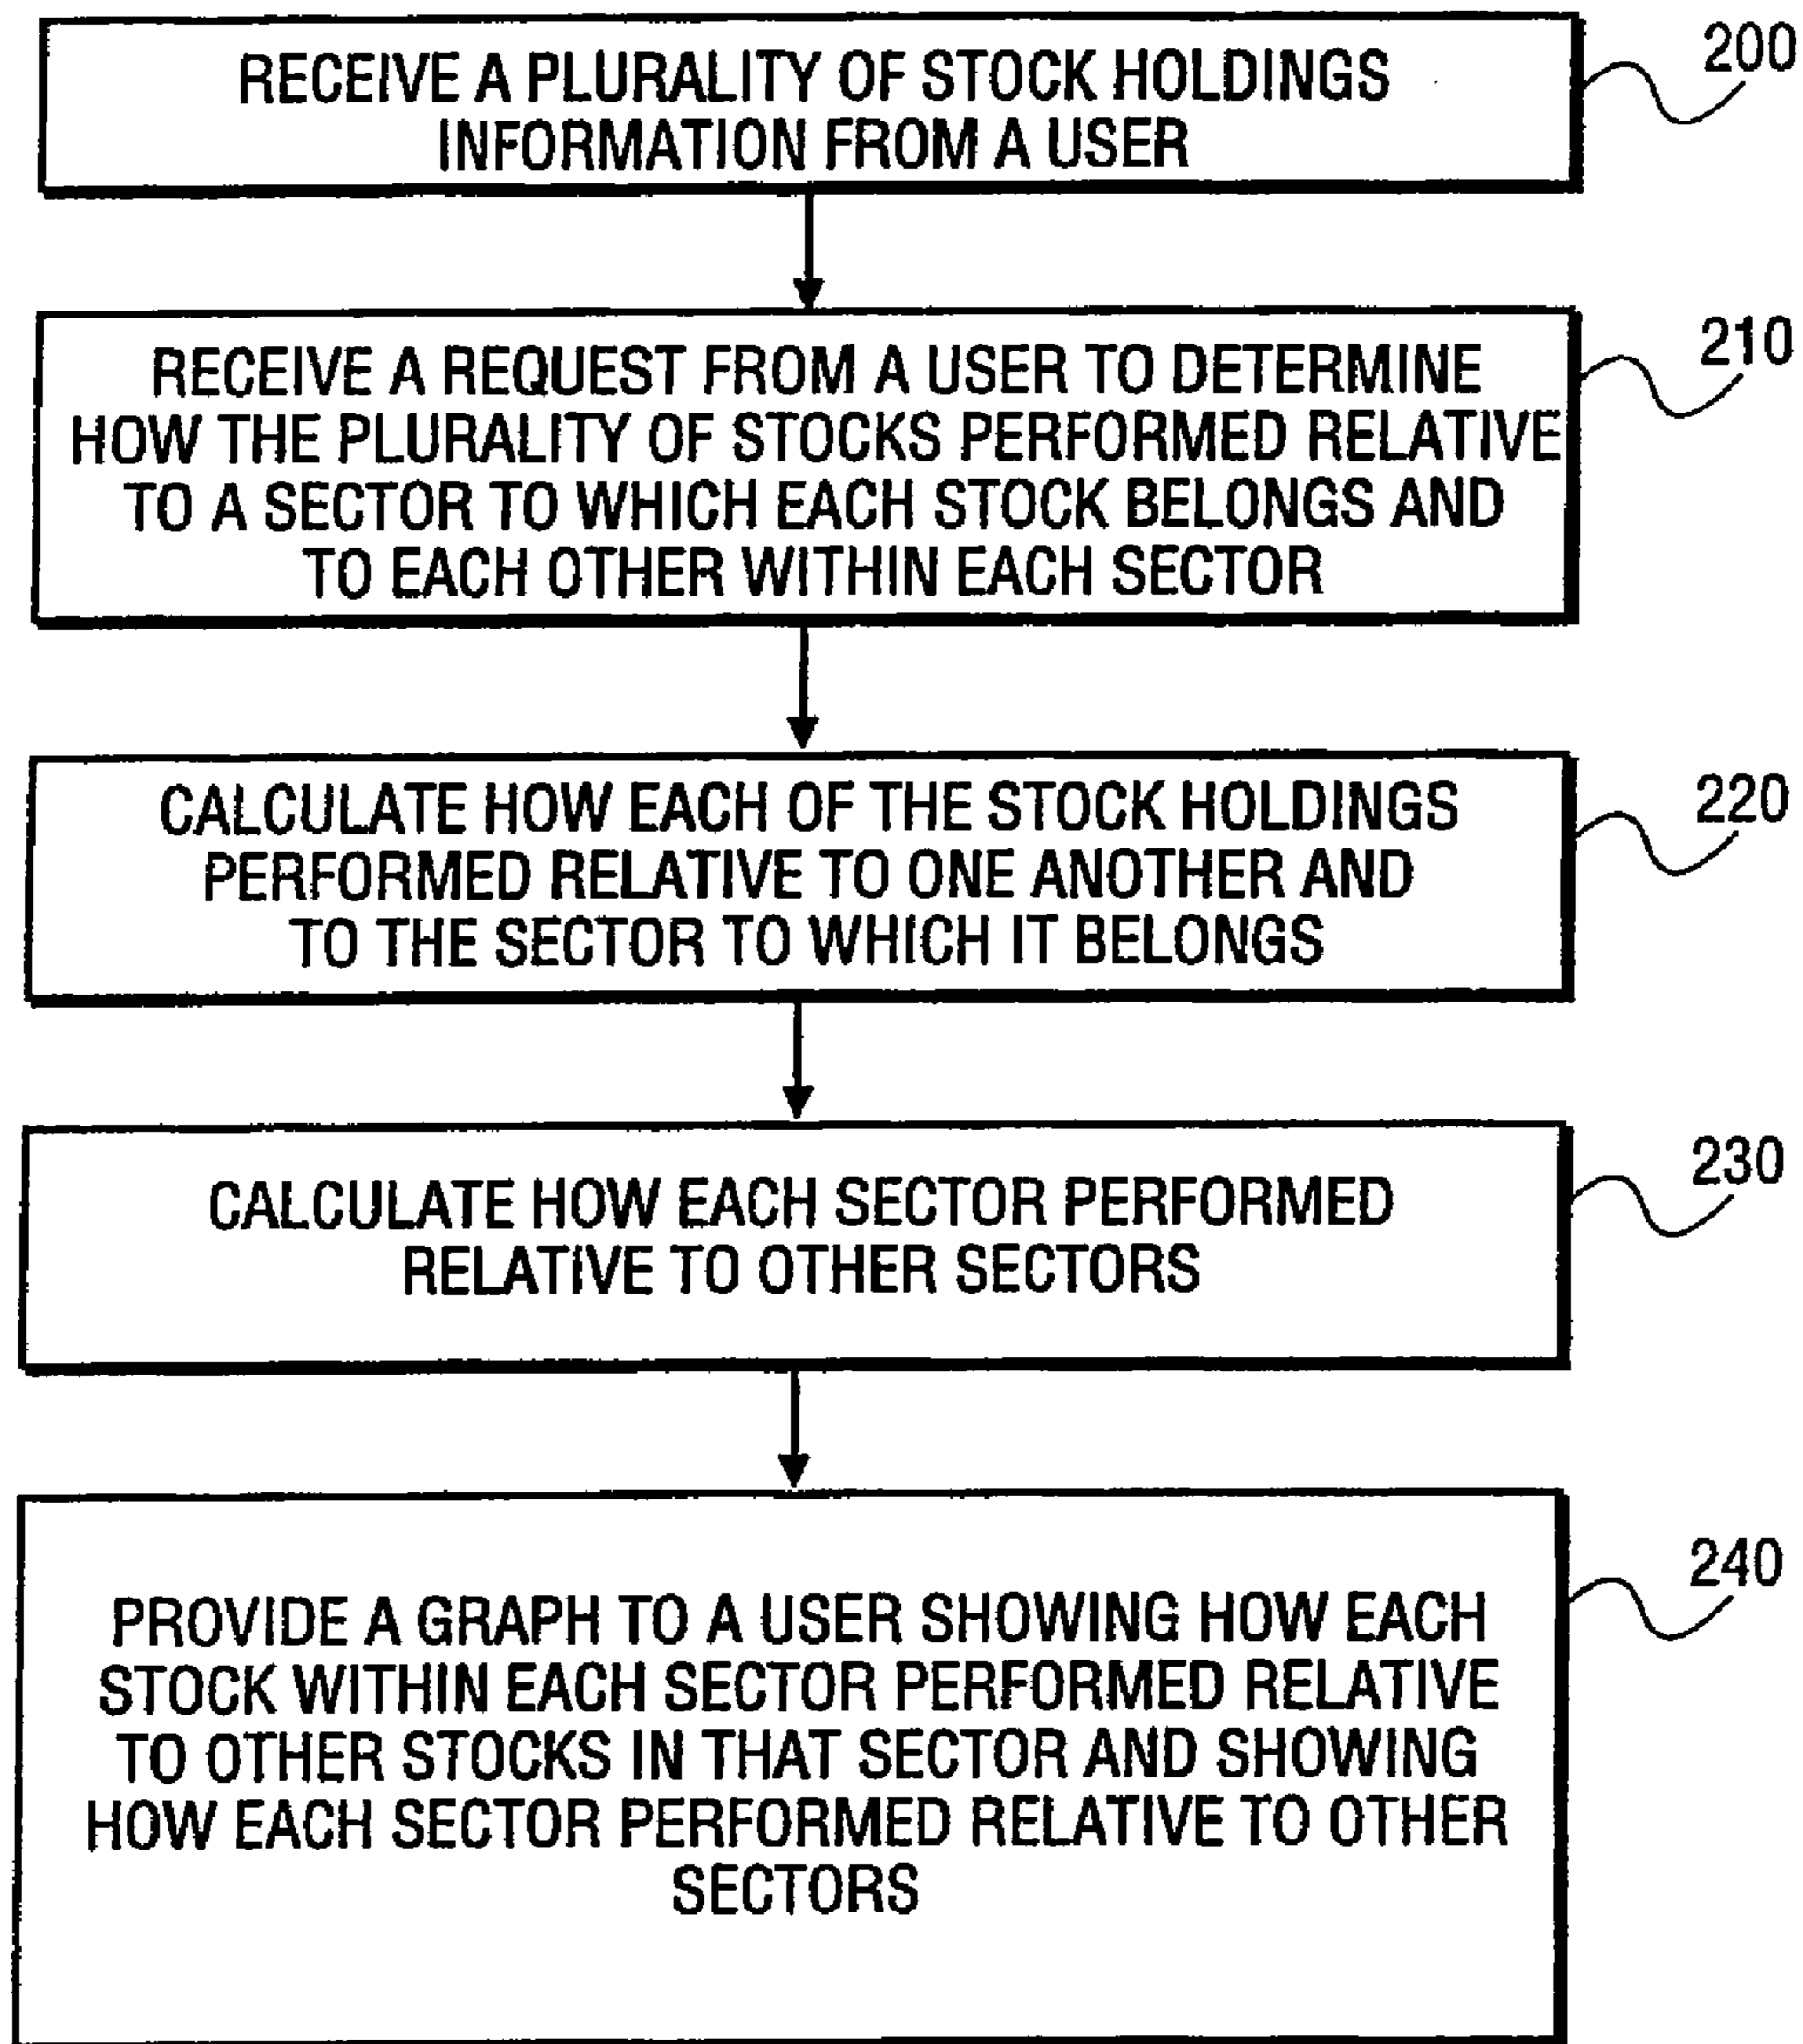 RECEIVE A PLURALITY OF STOCK HOLDINGS
INFORMATION FROM A USER
200
RECEIVE A REQUEST FROM A USER TO DETERMINE
HOW THE PLURALITY OF STOCKS PERFORMED RELATIVE
TO A SECTOR TO WHICH EACH STOCK BELONGS AND
TO EACH OTHER WITHIN EACH SECTOR
210
CALCULATE HOW EACH OF THE STOCK HOLDINGS
PERFORMED RELATIVE TO ONE ANOTHER AND
TO THE SECTOR TO WHICH IT BELONGS
220
CALCULATE HOW EACH SECTOR PERFORMED
RELATIVE TO OTHER SECTORS
230
PROVIDE A GRAPH TO A USER SHOWING HOW EACH
STOCK WITHIN EACH SECTOR PERFORMED RELATIVE
TO OTHER STOCKS IN THAT SECTOR AND SHOWING
HOW EACH SECTOR PERFORMED RELATIVE TO OTHER
SECTORS
240